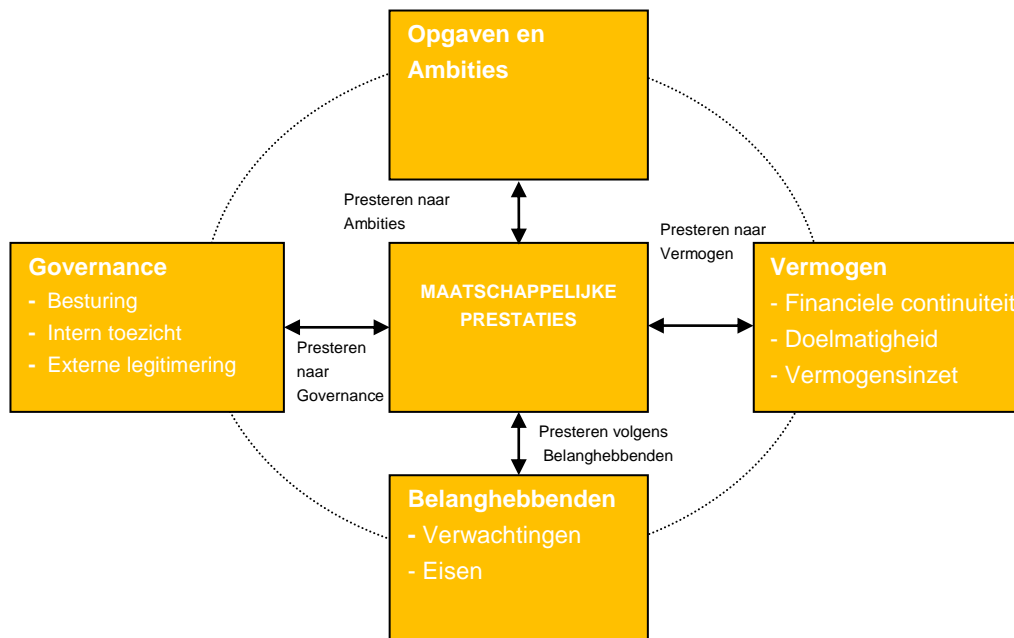 Opgaven en
Ambities
Presteren naar
Ambities
Presteren naar
Vermogen
Governance
- Besturing
- Intern toezicht
- Externe legitimering
MAATSCHAPPELIJKE
PRESTATIES
Vermogen
- Financiele continuiteit
- Doelmatigheid
- Vermogensinzet
Presteren
naar
Governance
Presteren volgens
Belanghebbenden
Belanghebbenden
- Verwachtingen
- Eisen